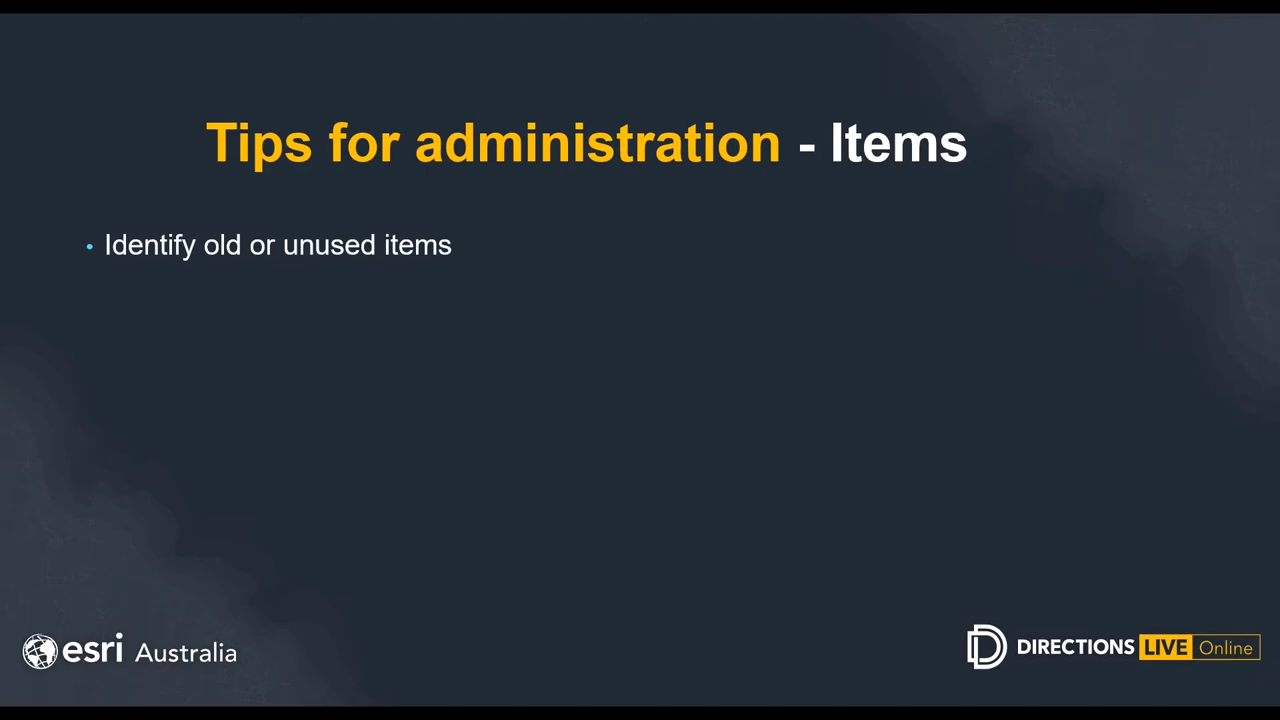 Tips for administration - Items
• Identify old or unused items
esri Australia
DIRECTIONS LIVE Online